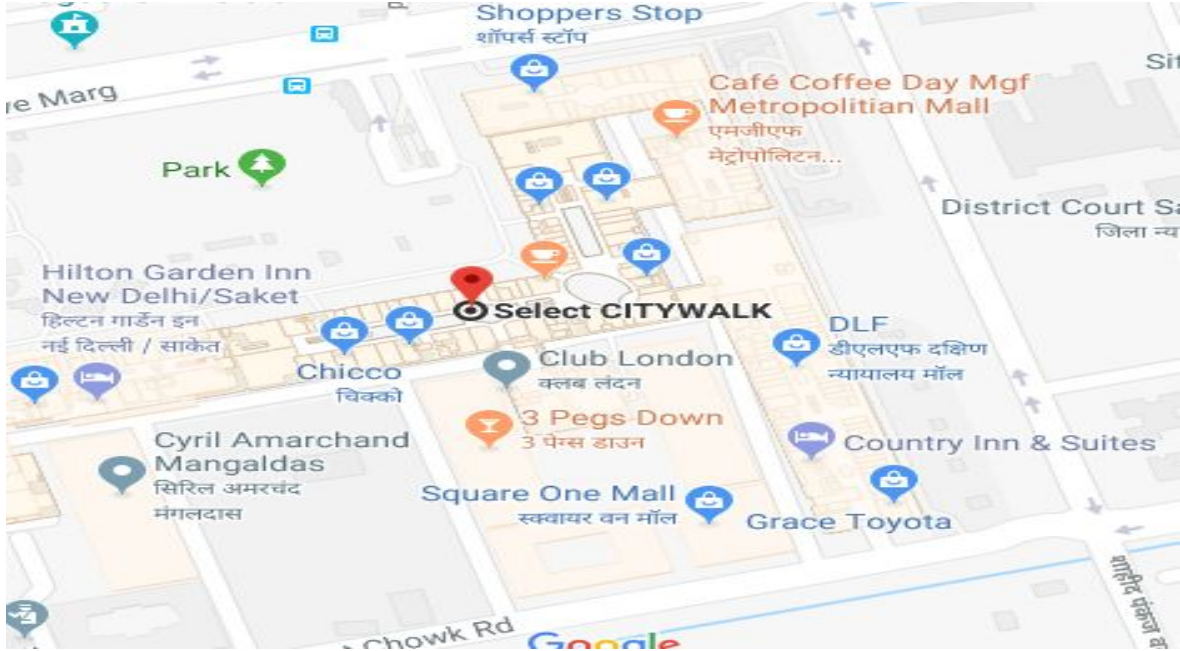 Shoppers Stop
शॉपर्स स्टॉप
ve Marg
Café Coffee Day Mgf
Metropolitian Mall
एमजीएफ
मेट्रोपोलिटन...
Sit
Park
District Court Sa
जिला न्य
Hilton Garden Inn
New Delhi/Saket
हिल्टन गार्डन इन
नई दिल्ली / साकेत
Select CITYWALK
DLF
डीएलएफ दक्षिण
न्यायालय मॉल
Club London
क्लब लंदन
Chicco
चिक्को
3 Pegs Down
3 पेग्स डाउन
Cyril Amarchand
Mangaldas
सिरिल अमरचंद
मंगलदास
Country Inn & Suites
Square One Mall
स्क्वायर वन मॉल
Grace Toyota
शाहीद पंकज
Chowk Rd
Google